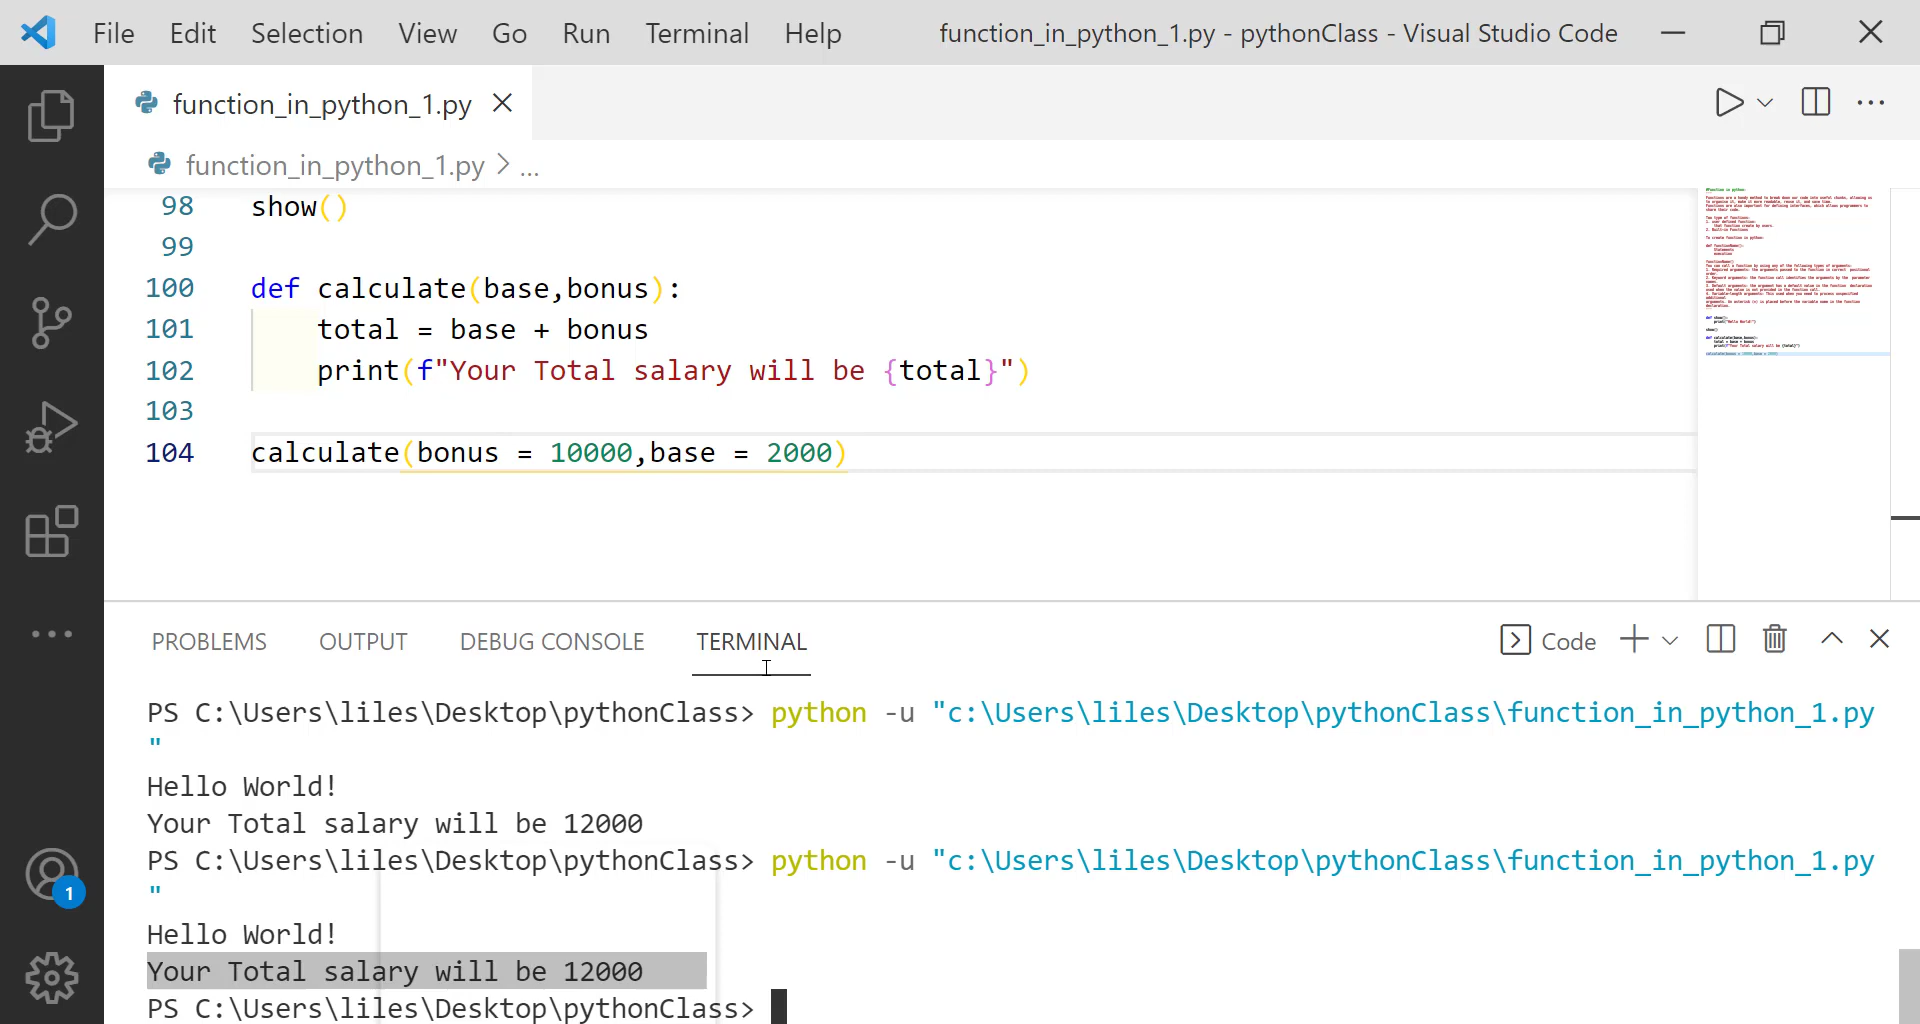 File Edit Selection View Go Run Terminal Help function_in_python_1.py - pythonClass - Visual Studio Code
function_in_python_1.py
function_in_python_1.py > ...
98 show()
99
100 def calculate(base,bonus):
101 total = base + bonus
102 print(f"Your Total salary will be {total}")
103
104 calculate(bonus = 10000,base = 2000)
PROBLEMS OUTPUT DEBUG CONSOLE TERMINAL Code
PS C:\Users\liles\Desktop\pythonClass> python -u "c:\Users\liles\Desktop\pythonClass\function_in_python_1.py
"
Hello World!
Your Total salary will be 12000
PS C:\Users\liles\Desktop\pythonClass> python -u "c:\Users\liles\Desktop\pythonClass\function_in_python_1.py
"
Hello World!
Your Total salary will be 12000
PS C:\Users\liles\Desktop\pythonClass>
1